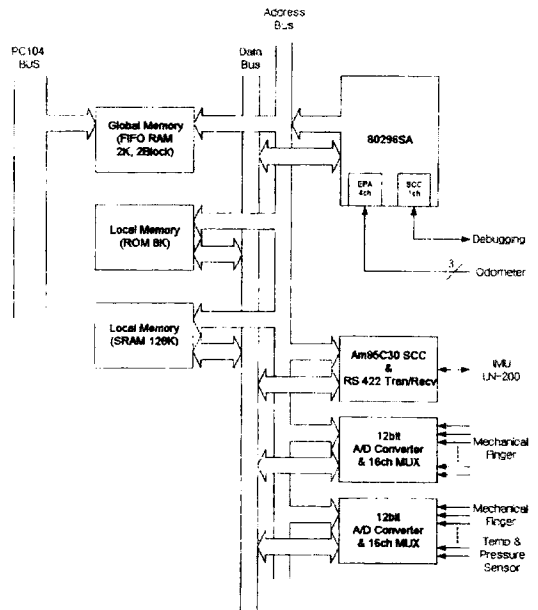 Address
Bus
PC104
BUS
Data
Bus
Global Memory
(FIFO RAM
2K, 2Block)
80296SA
EPA
4ch
SCC
1ch
Local Memory
(ROM 8K)
Debugging
3
Odometer
Local Memory
(SRAM 128K)
Am85C30 SCC
&
RS 422 Tran/Recv
IMU
LN-200
12bit
A/D Converter
& 16ch MUX
Mechanical
Finger
12bit
A/D Converter
& 16ch MUX
Mechanical
Finger
Temp &
Pressure
Sensor